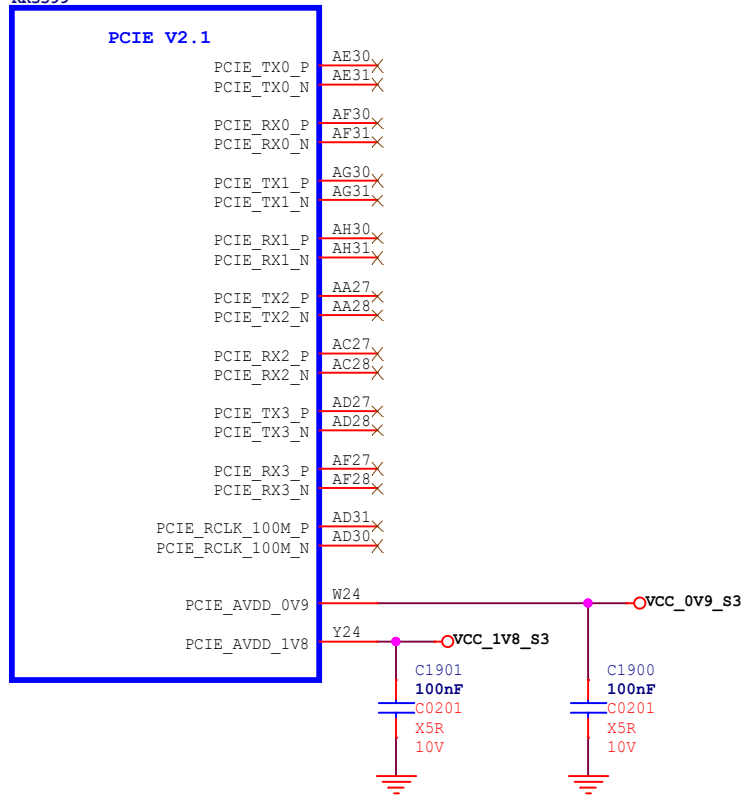 RK3399
PCIE V2.1
PCIE_TX0_P AE30
PCIE_TX0_N AE31
PCIE_RX0_P AF30
PCIE_RX0_N AF31
PCIE_TX1_P AG30
PCIE_TX1_N AG31
PCIE_RX1_P AH30
PCIE_RX1_N AH31
PCIE_TX2_P AA27
PCIE_TX2_N AA28
PCIE_RX2_P AC27
PCIE_RX2_N AC28
PCIE_TX3_P AD27
PCIE_TX3_N AD28
PCIE_RX3_P AF27
PCIE_RX3_N AF28
PCIE_RCLK_100M_P AD31
PCIE_RCLK_100M_N AD30
PCIE_AVDD_0V9 W24 VCC_0V9_S3
PCIE_AVDD_1V8 Y24 VCC_1V8_S3
C1901 C1900
100nF 100nF
C0201 C0201
X5R X5R
10V 10V